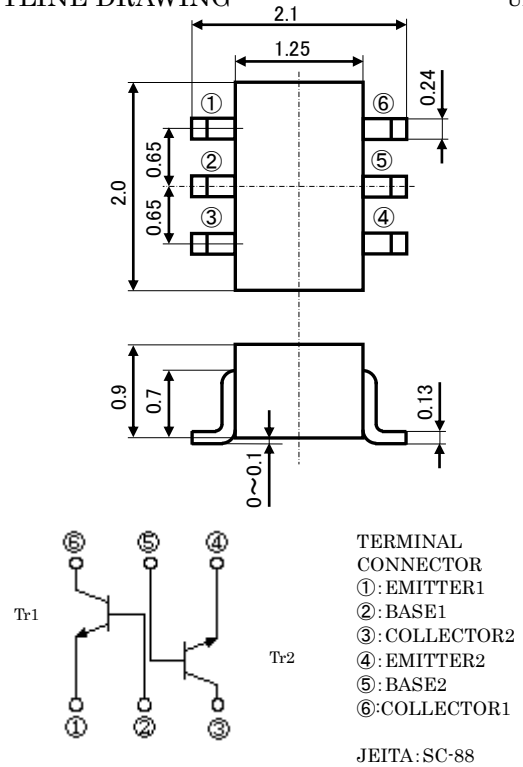 TLINE DRAWING
2.1
1.25
① ⑥
0.24
0.65
② ⑤
2.0
0.65
③ ④
0.9
0.7
0.13
0～0.1
⑥ ⑤ ④
Tr1
Tr2
① ② ③
TERMINAL
CONNECTOR
①:EMITTER1
②:BASE1
③:COLLECTOR2
④:EMITTER2
⑤:BASE2
⑥:COLLECTOR1
JEITA:SC-88